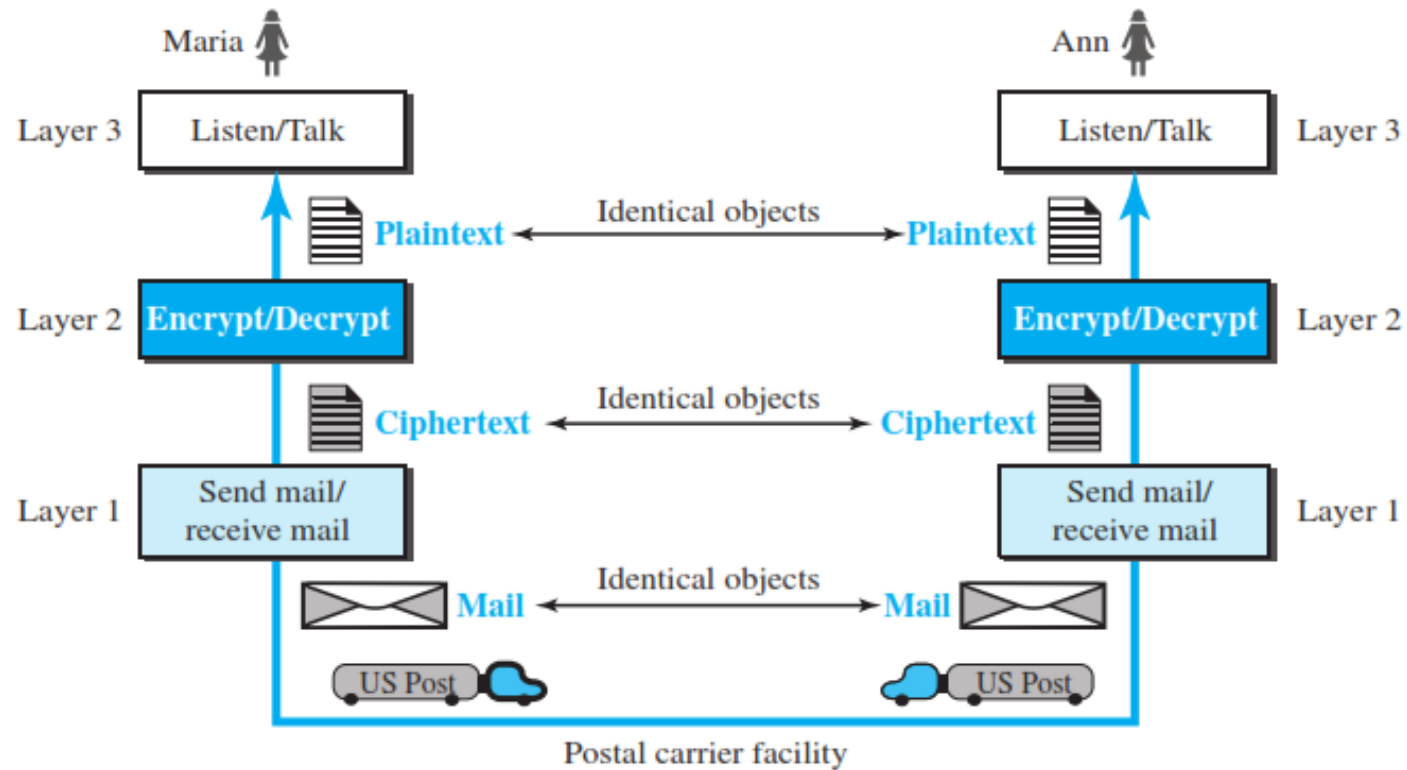 Maria
Ann
Layer 3
Listen/Talk
Listen/Talk
Layer 3
Identical objects
Plaintext
Plaintext
Layer 2
Encrypt/Decrypt
Encrypt/Decrypt
Layer 2
Identical objects
Ciphertext
Ciphertext
Layer 1
Send mail/
receive mail
Send mail/
receive mail
Layer 1
Identical objects
Mail
Mail
US Post
US Post
Postal carrier facility